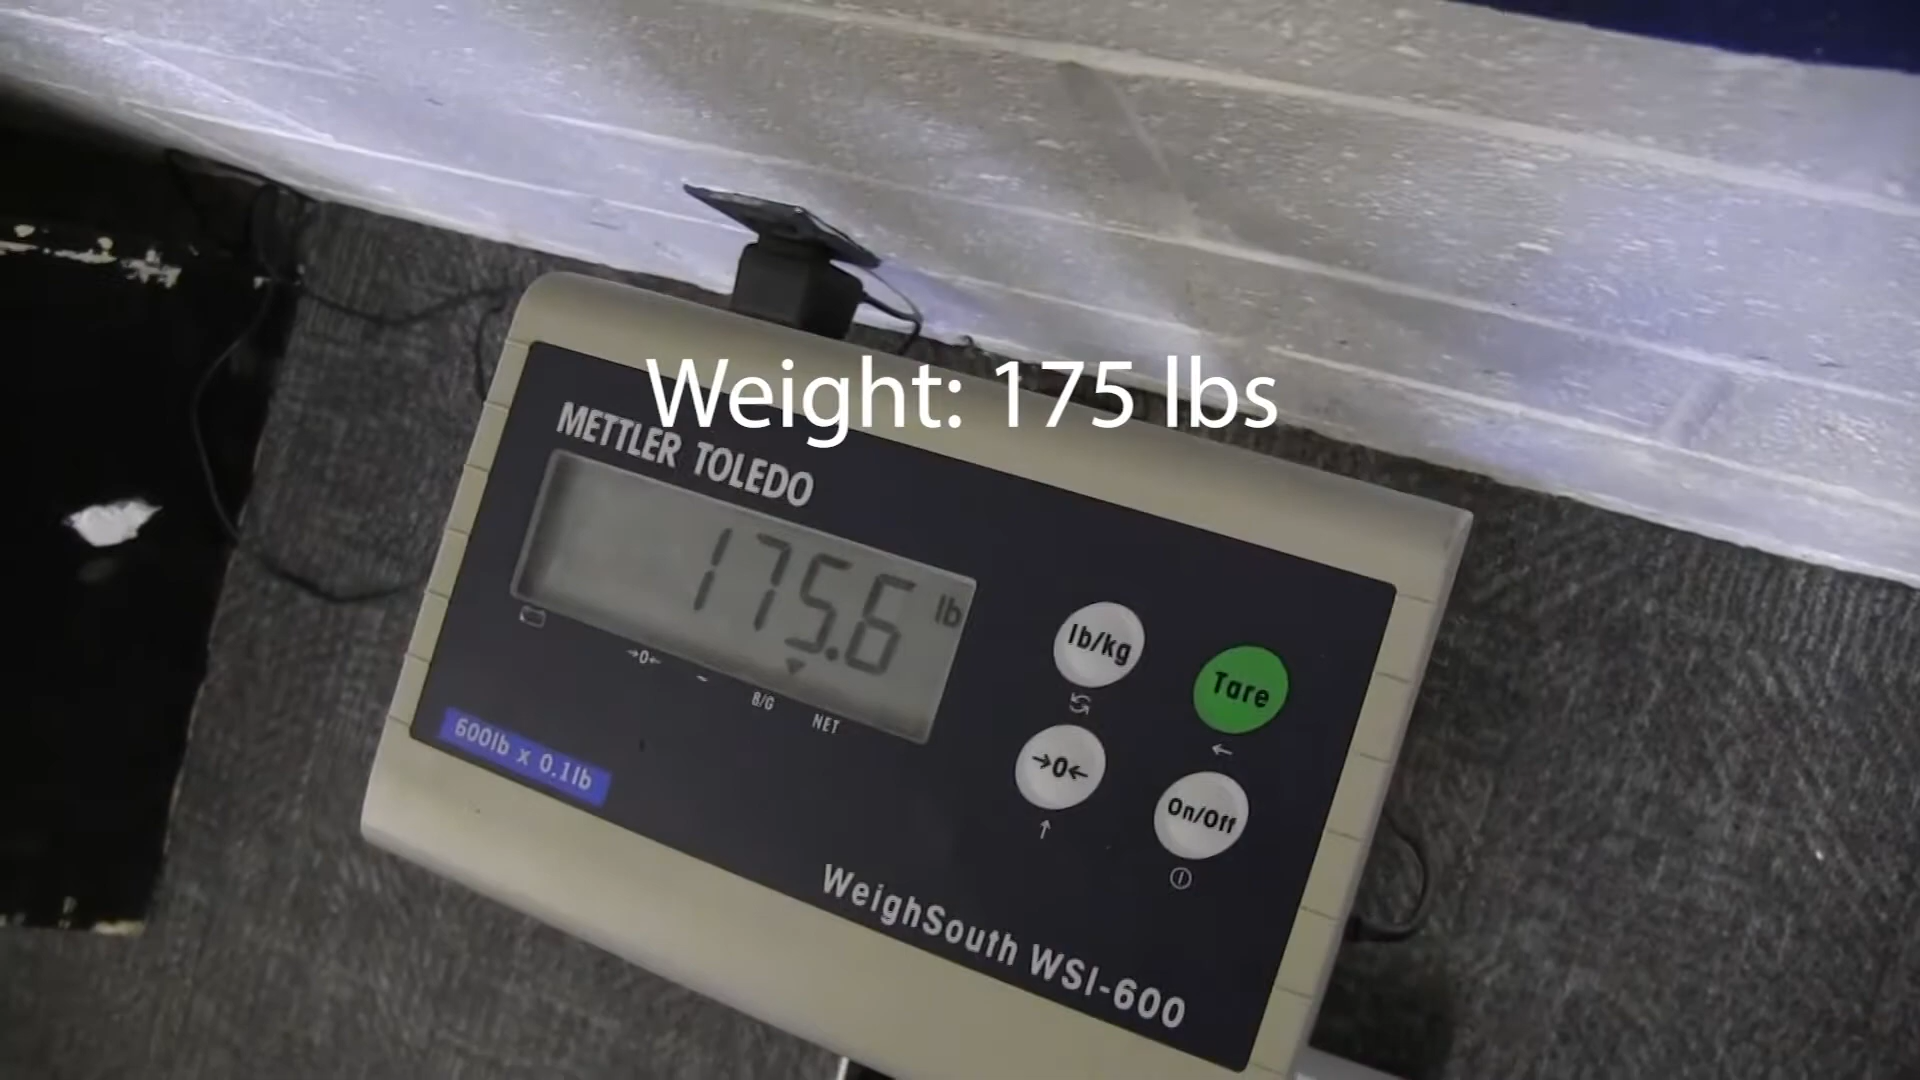 Weight: 175 lbs
METTLER TOLEDO
175.6 lb
→0←
B/G
NET
600lb x 0.1lb
lb/kg
Tare
→0←
On/Off
WeighSouth WSI-600